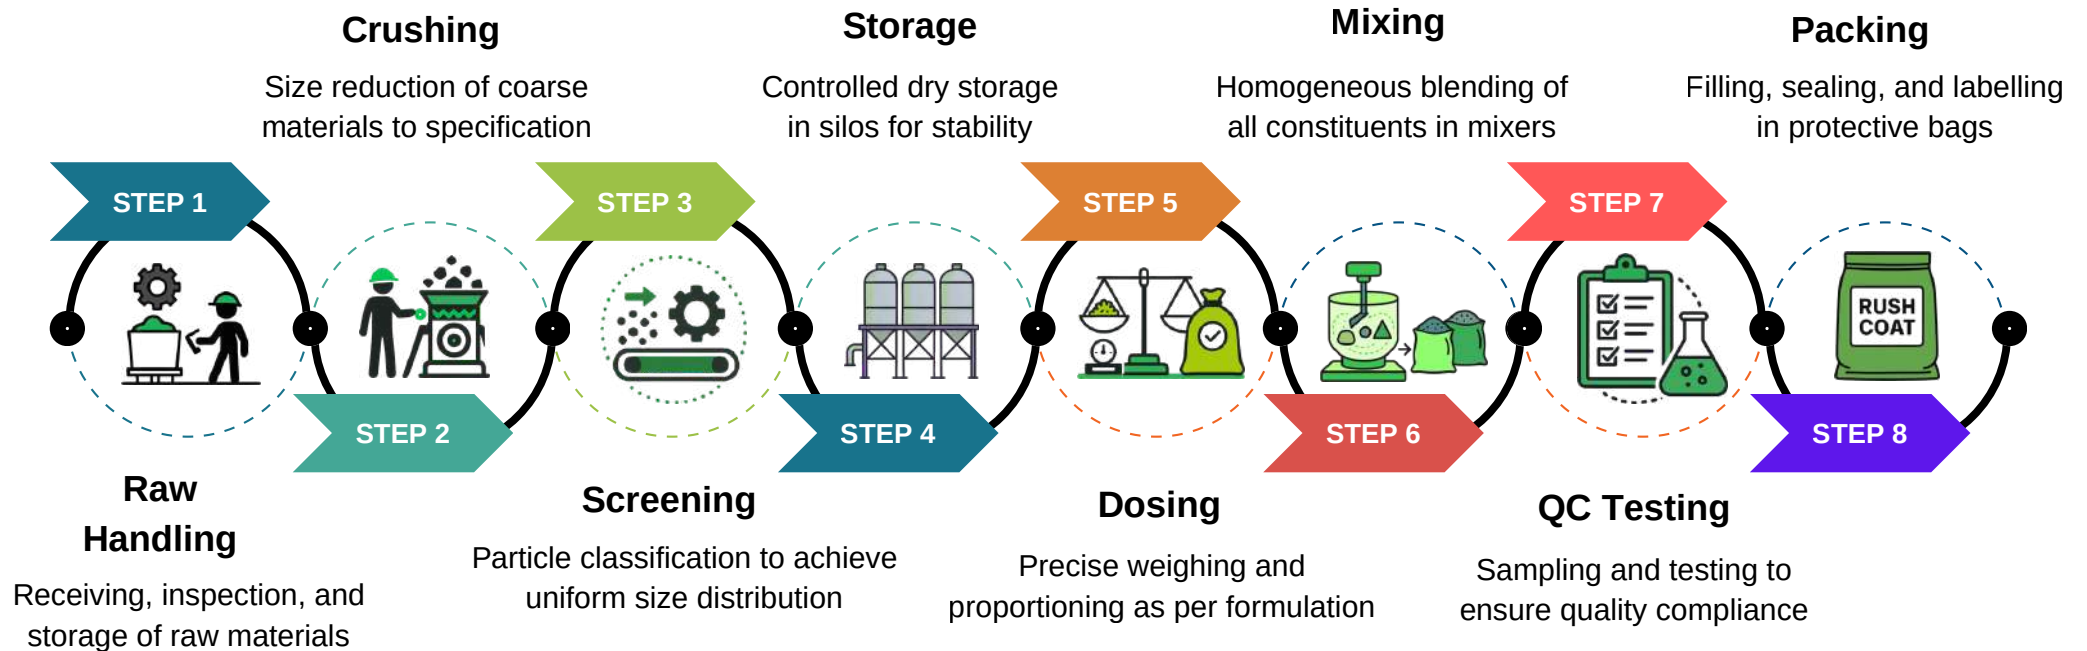 STEP 1
Raw
Handling
Receiving, inspection, and
storage of raw materials
Crushing
Size reduction of coarse
materials to specification
STEP 2
STEP 3
Screening
Particle classification to achieve
uniform size distribution
Storage
Controlled dry storage
in silos for stability
STEP 4
STEP 5
Dosing
Precise weighing and
proportioning as per formulation
Mixing
Homogeneous blending of
all constituents in mixers
STEP 6
STEP 7
QC Testing
Sampling and testing to
ensure quality compliance
Packing
Filling, sealing, and labelling
in protective bags
RUSH
COAT
STEP 8